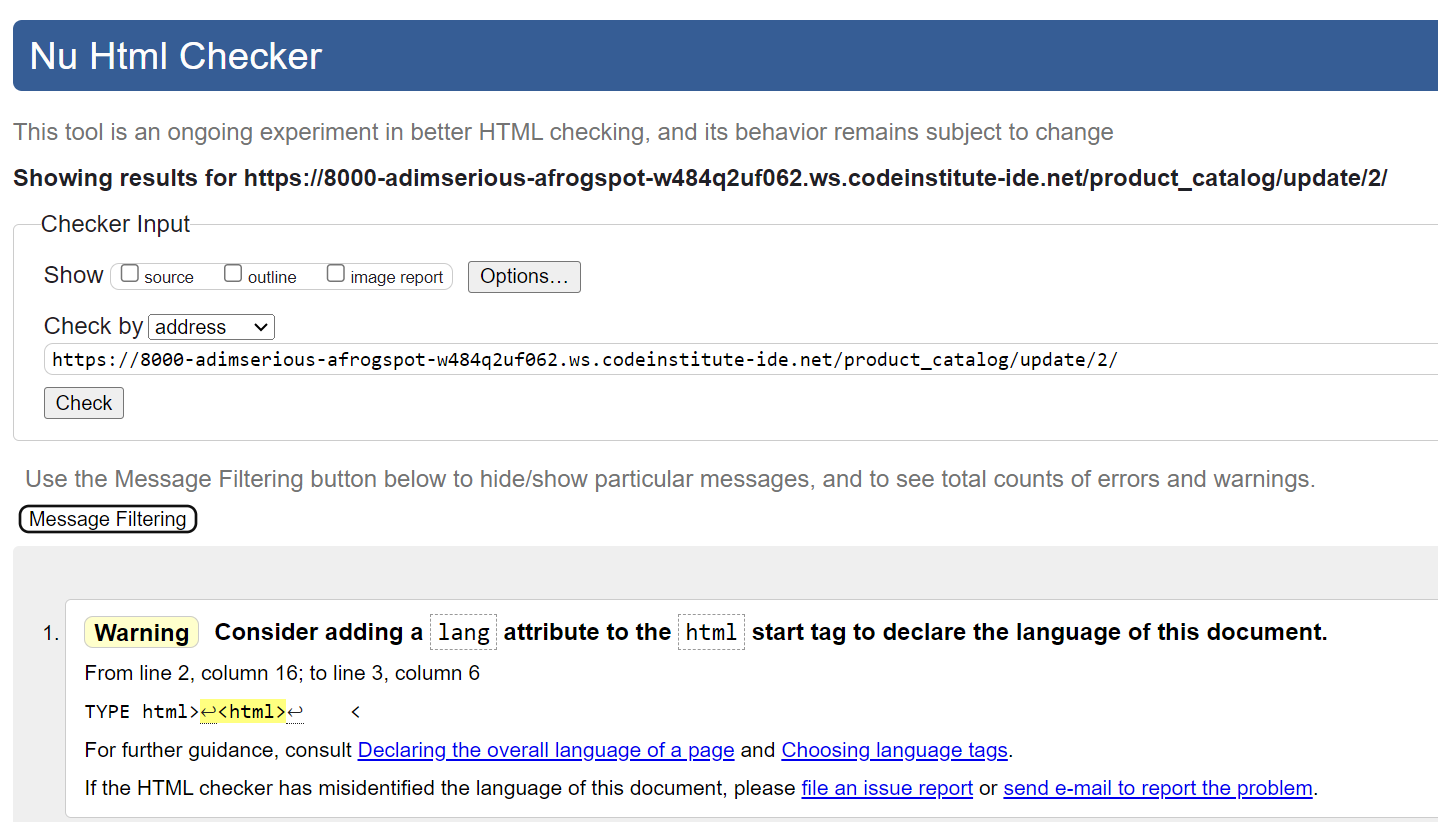 Nu Html Checker
This tool is an ongoing experiment in better HTML checking, and its behavior remains subject to change
Showing results for https://8000-adimserious-afrogspot-w484q2uf062.ws.codeinstitute-ide.net/product_catalog/update/2/
Checker Input
Show source outline image report Options...
Check by address
https://8000-adimserious-afrogspot-w484q2uf062.ws.codeinstitute-ide.net/product_catalog/update/2/
Check
Use the Message Filtering button below to hide/show particular messages, and to see total counts of errors and warnings.
Message Filtering
1. Warning Consider adding a lang attribute to the html start tag to declare the language of this document.
From line 2, column 16; to line 3, column 6
TYPE html>↩<html>↩    <
For further guidance, consult Declaring the overall language of a page and Choosing language tags.
If the HTML checker has misidentified the language of this document, please file an issue report or send e-mail to report the problem.